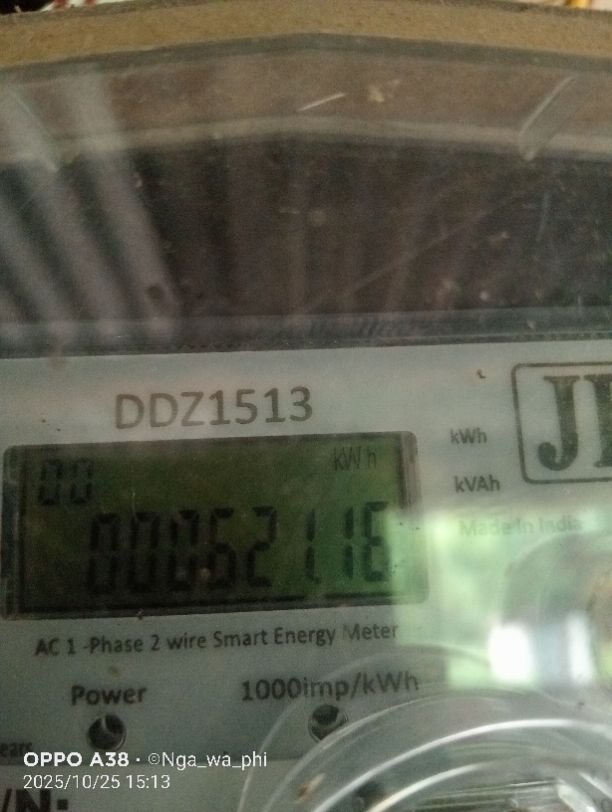 DDZ1513
kWh
kWh
00
kVAh
Made In India
AC 1 -Phase 2 wire Smart Energy Meter
Power
1000imp/kWh
OPPO A38 · ©Nga_wa_phi
2025/10/25 15:13